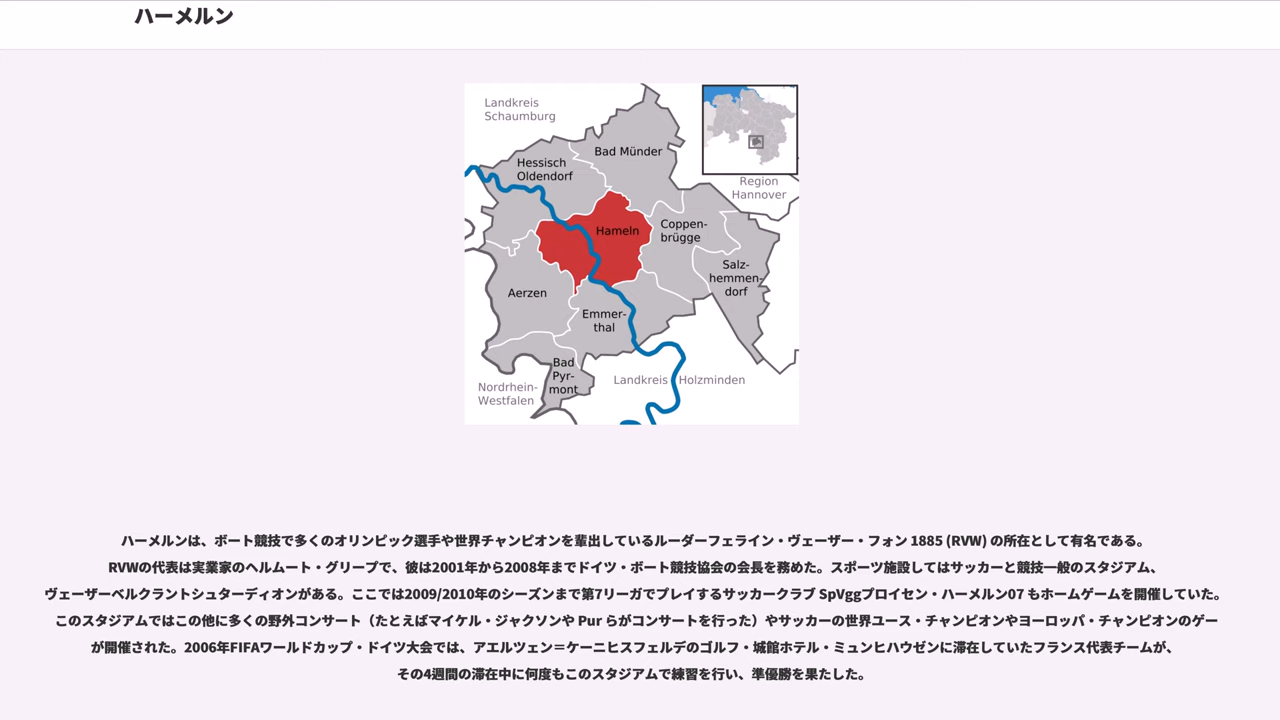 ハーメルン
Landkreis
Schaumburg
Bad Münder
Hessisch
Oldendorf
Region
Hannover
Hameln
Coppen-
brügge
Salz-
hemmen-
dorf
Aerzen
Emmer-
thal
Bad
Pyr-
mont
Landkreis Holzminden
Nordrhein-
Westfalen
ハーメルンは、ボート競技で多くのオリンピック選手や世界チャンピオンを輩出しているルーダーフェライン・ヴェーザー・フォン 1885 (RVW) の所在として有名である。
RVWの代表は実業家のヘルムート・グリープで、彼は2001年から2008年までドイツ・ボート競技協会の会長を務めた。スポーツ施設してはサッカーと競技一般のスタジアム、
ヴェーザーベルクラントシュターディオンがある。ここでは2009/2010年のシーズンまで第7リーガでプレイするサッカークラブ SpVggプロイセン・ハーメルン07 もホームゲームを開催していた。
このスタジアムではこの他に多くの野外コンサート（たとえばマイケル・ジャクソンや Pur らがコンサートを行った）やサッカーの世界ユース・チャンピオンやヨーロッパ・チャンピオンのゲー
が開催された。2006年FIFAワールドカップ・ドイツ大会では、アエルツェン＝ケーニヒスフェルデのゴルフ・城館ホテル・ミュンヒハウゼンに滞在していたフランス代表チームが、
その4週間の滞在中に何度もこのスタジアムで練習を行い、準優勝を果たした。